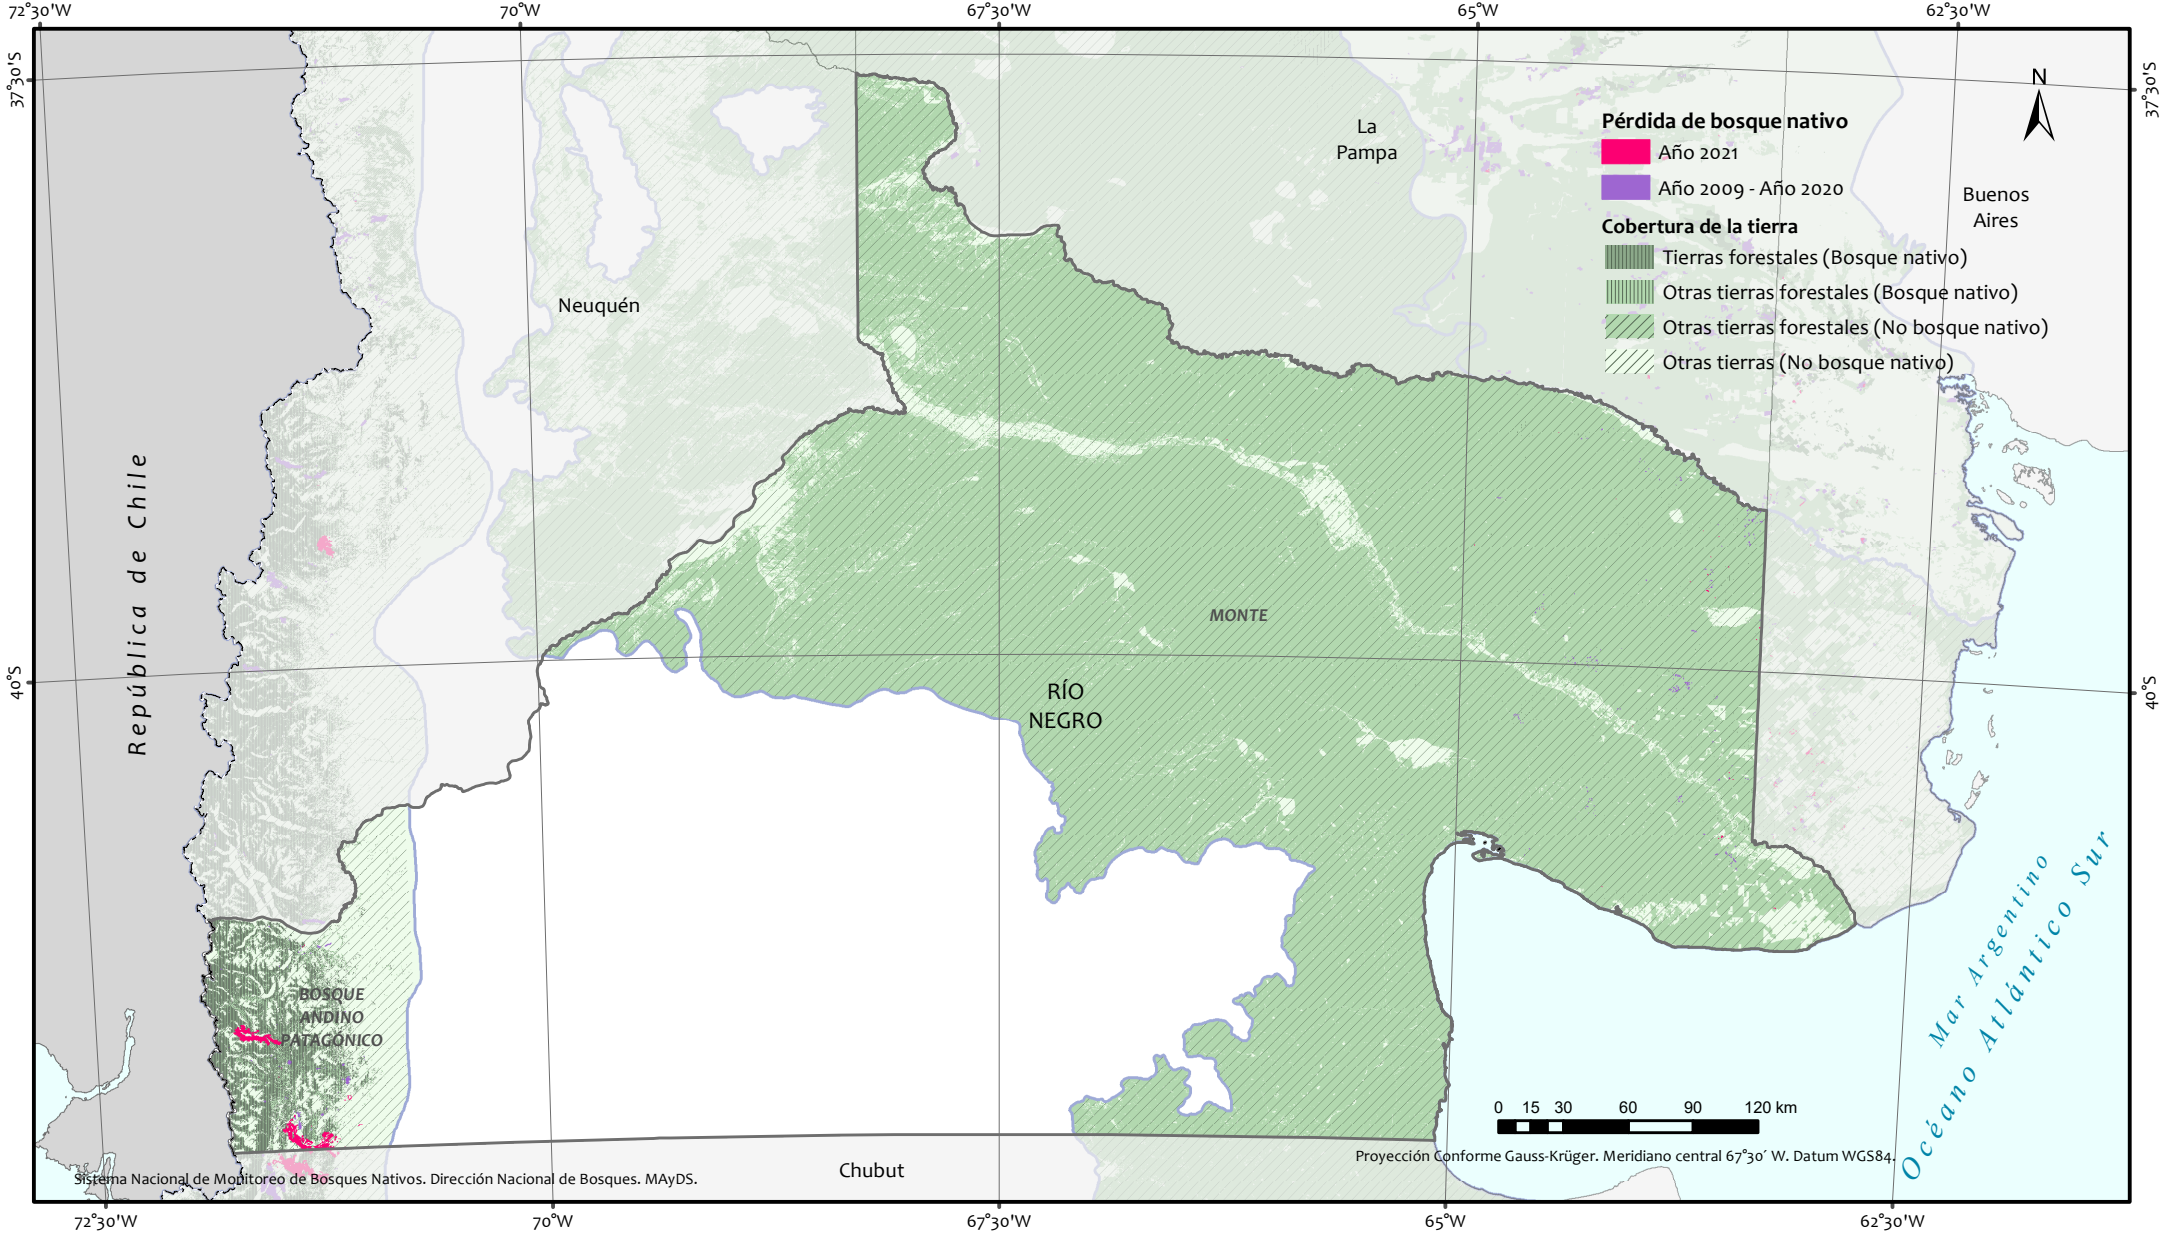 72°30'W
70°W
67°30'W
65°W
62°30'W
37°30'S
37°30'S
N
Pérdida de bosque nativo
Año 2021
Año 2009 - Año 2020
Cobertura de la tierra
Tierras forestales (Bosque nativo)
Otras tierras forestales (Bosque nativo)
Otras tierras forestales (No bosque nativo)
Otras tierras (No bosque nativo)
La
Pampa
Buenos
Aires
Neuquén
República de Chile
MONTE
RÍO
NEGRO
40°S
40°S
BOSQUE
ANDINO
PATAGÓNICO
Mar Argentino
Océano Atlántico Sur
0 15 30 60 90 120 km
Proyección Conforme Gauss-Krüger. Meridiano central 67°30´ W. Datum WGS84.
Chubut
Sistema Nacional de Monitoreo de Bosques Nativos. Dirección Nacional de Bosques. MAyDS.
72°30'W
70°W
67°30'W
65°W
62°30'W